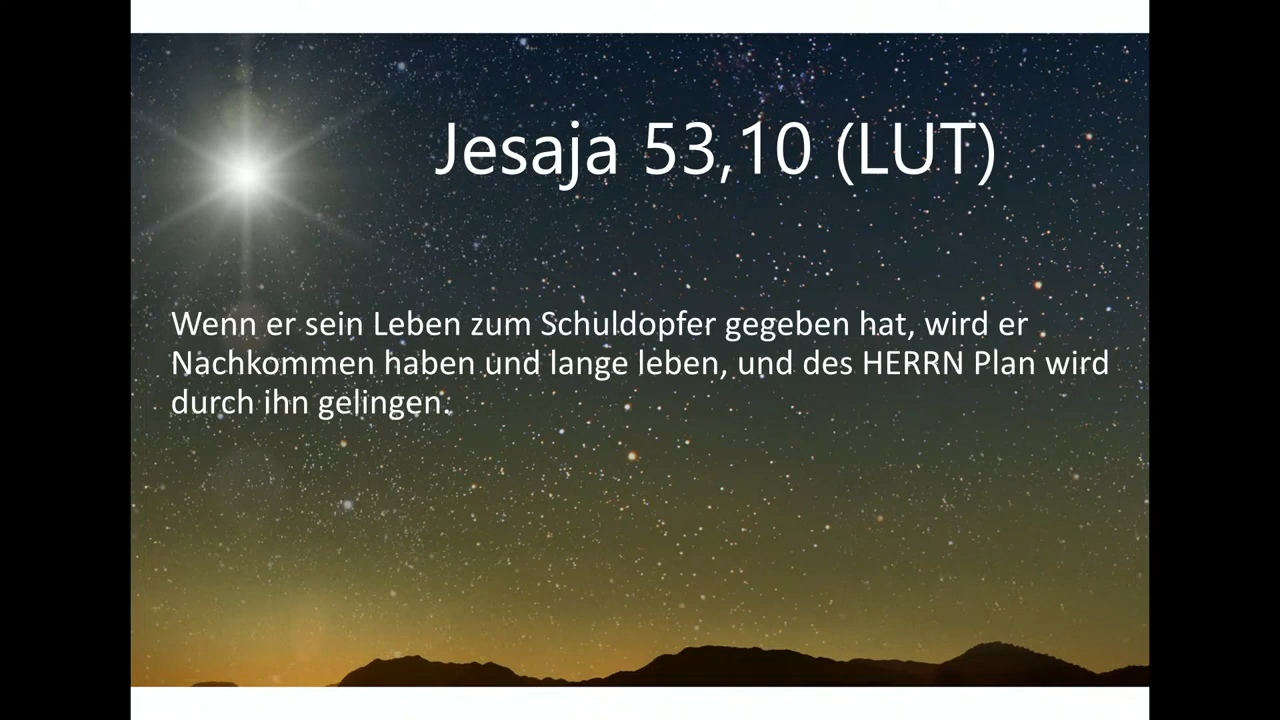 Jesaja 53,10 (LUT)
Wenn er sein Leben zum Schuldopfer gegeben hat, wird er
Nachkommen haben und lange leben, und des HERRN Plan wird
durch ihn gelingen.